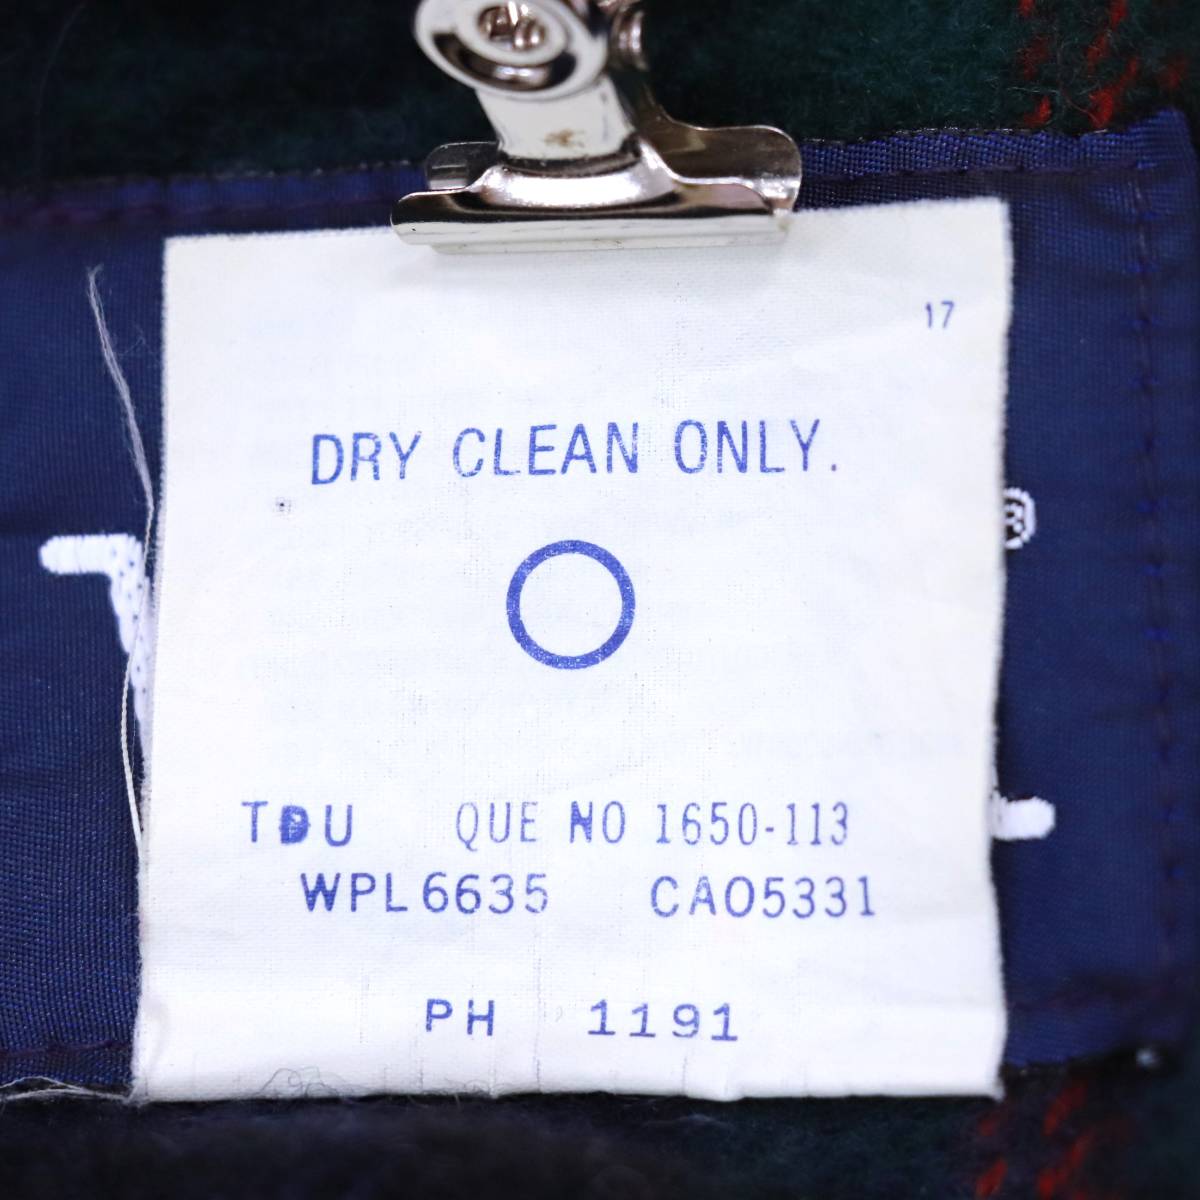 17
DRY CLEAN ONLY.
®
TDU QUE NO 1650-113
WPL6635 CA05331
PH 1191